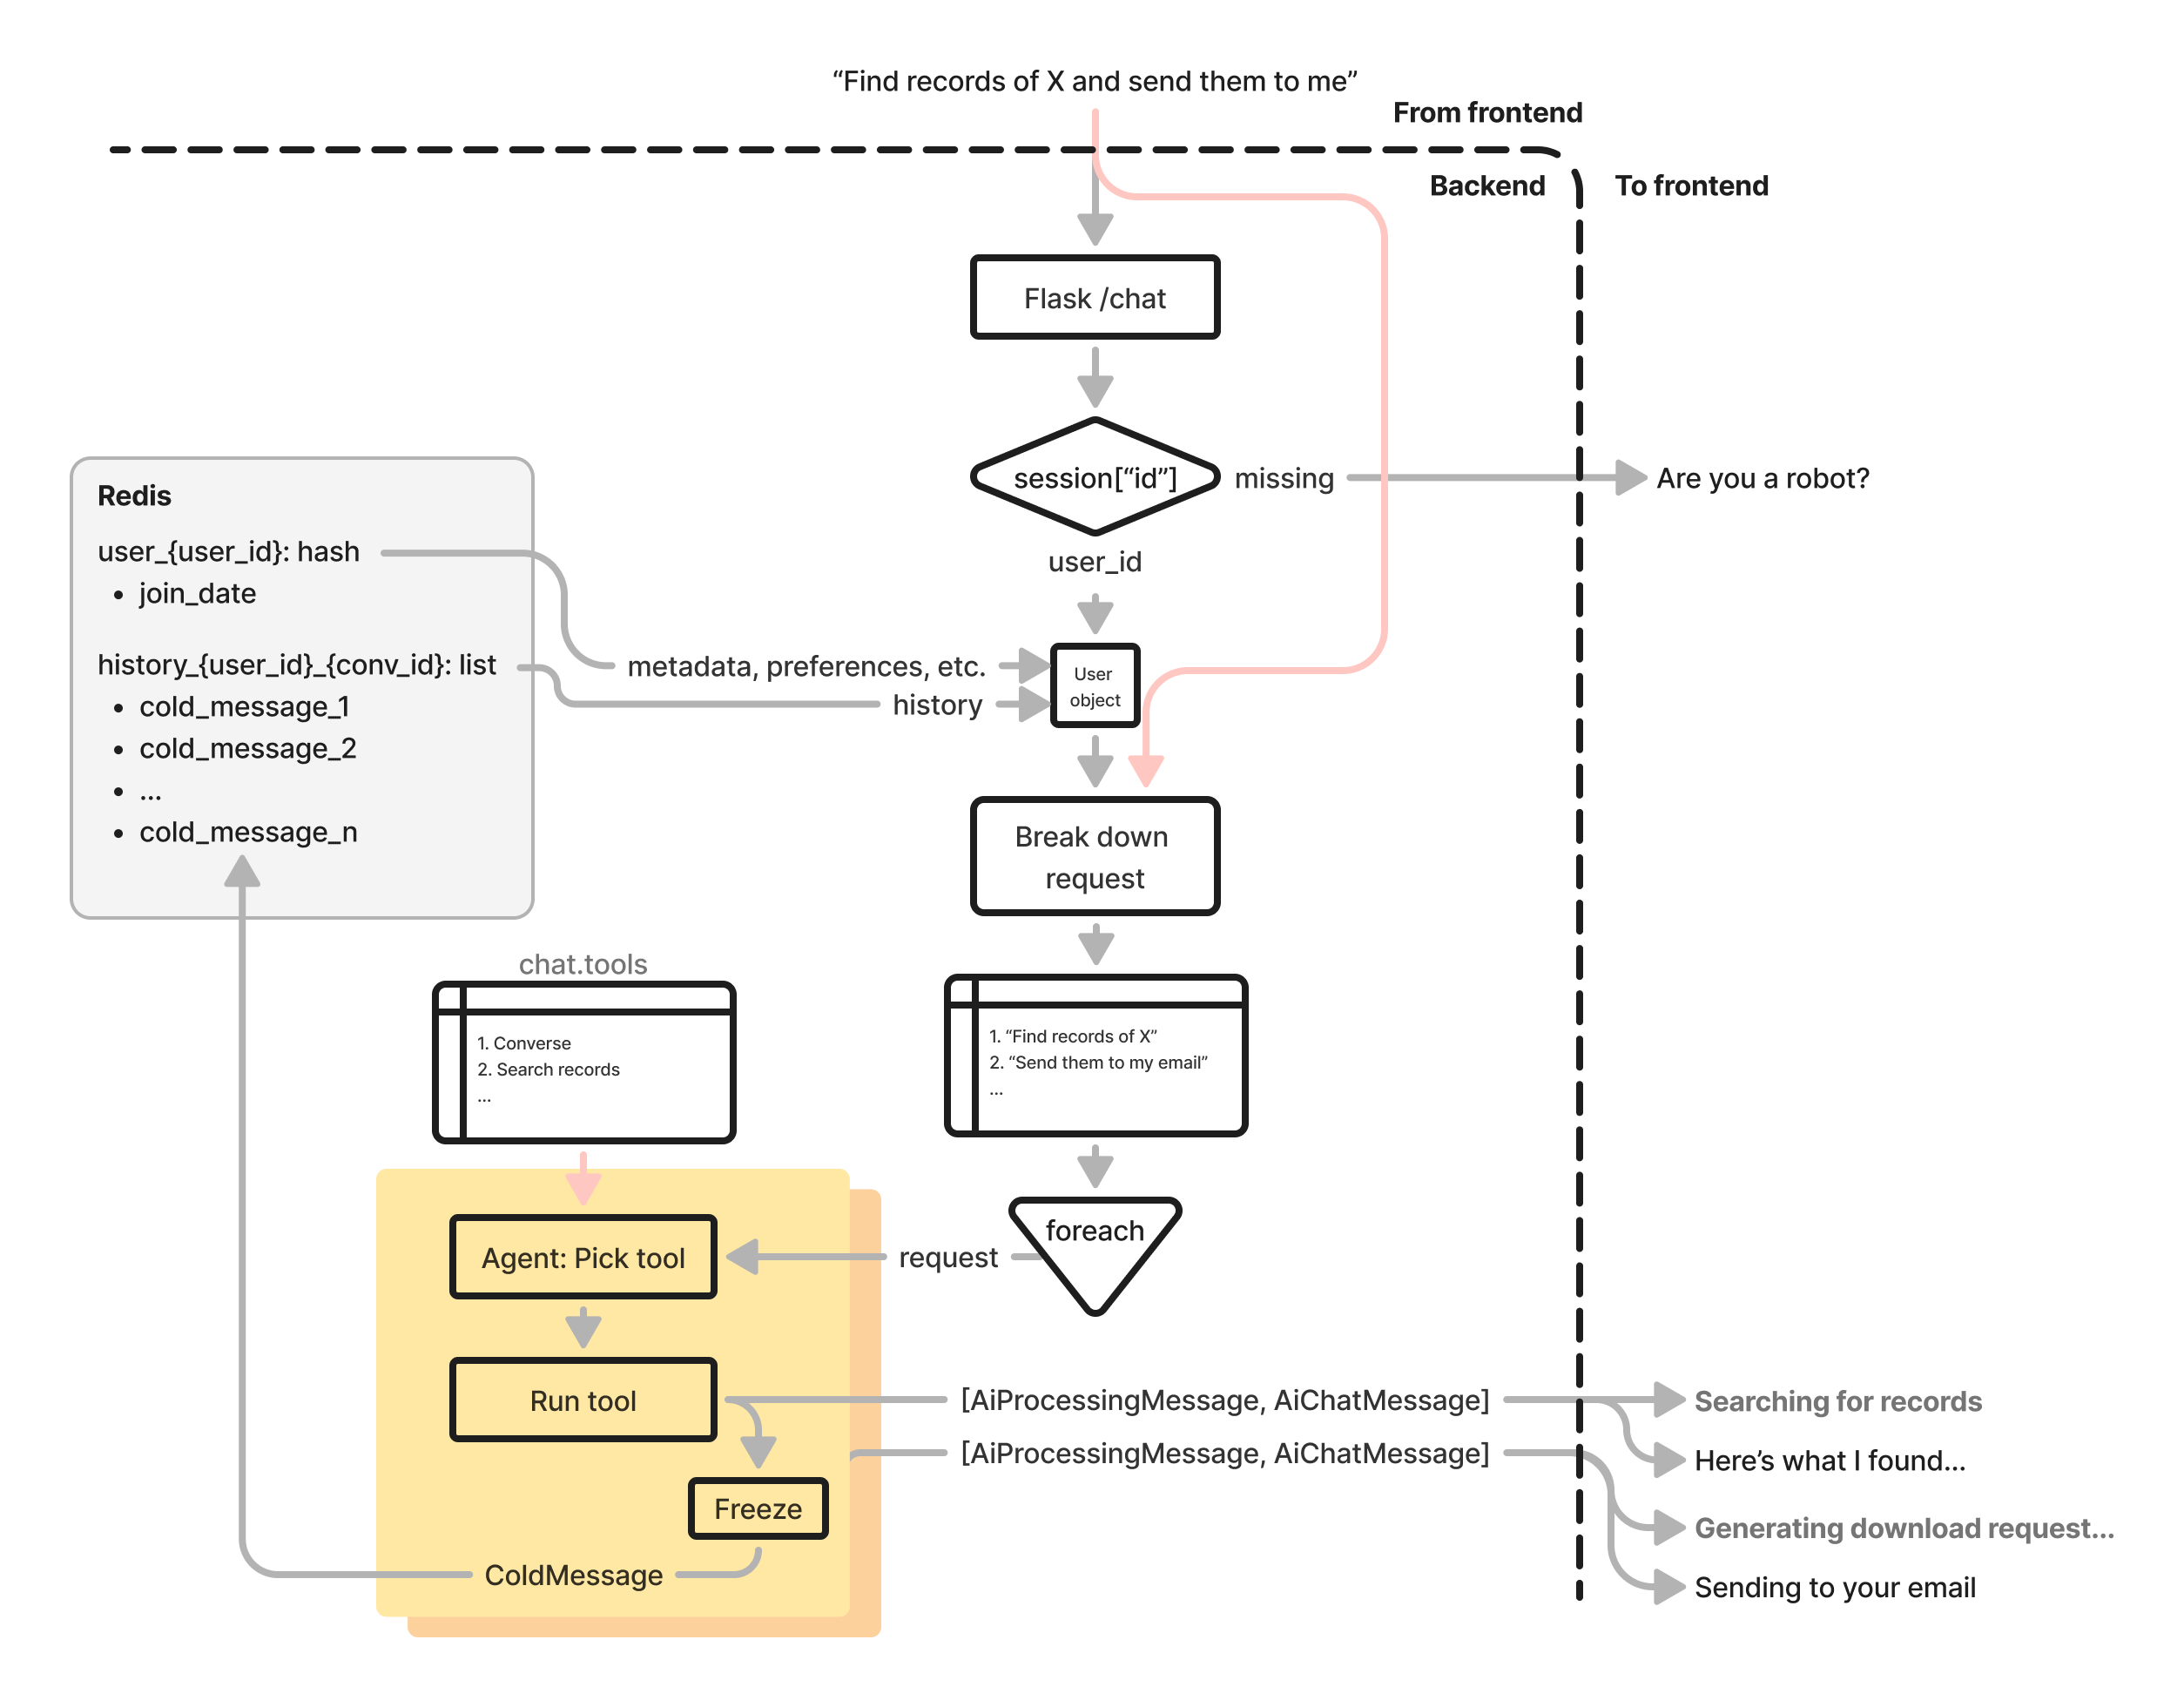 “Find records of X and send them to me”
From frontend
Backend
To frontend
Flask /chat
session[“id”]
missing
Are you a robot?
user_id
Redis
user_{user_id}: hash
• join_date
history_{user_id}_{conv_id}: list
• cold_message_1
• cold_message_2
• ...
• cold_message_n
metadata, preferences, etc.
history
User
object
Break down
request
chat.tools
1. Converse
2. Search records
...
1. “Find records of X”
2. “Send them to my email”
...
foreach
request
Agent: Pick tool
Run tool
[AiProcessingMessage, AiChatMessage]
[AiProcessingMessage, AiChatMessage]
Freeze
ColdMessage
Searching for records
Here’s what I found...
Generating download request...
Sending to your email